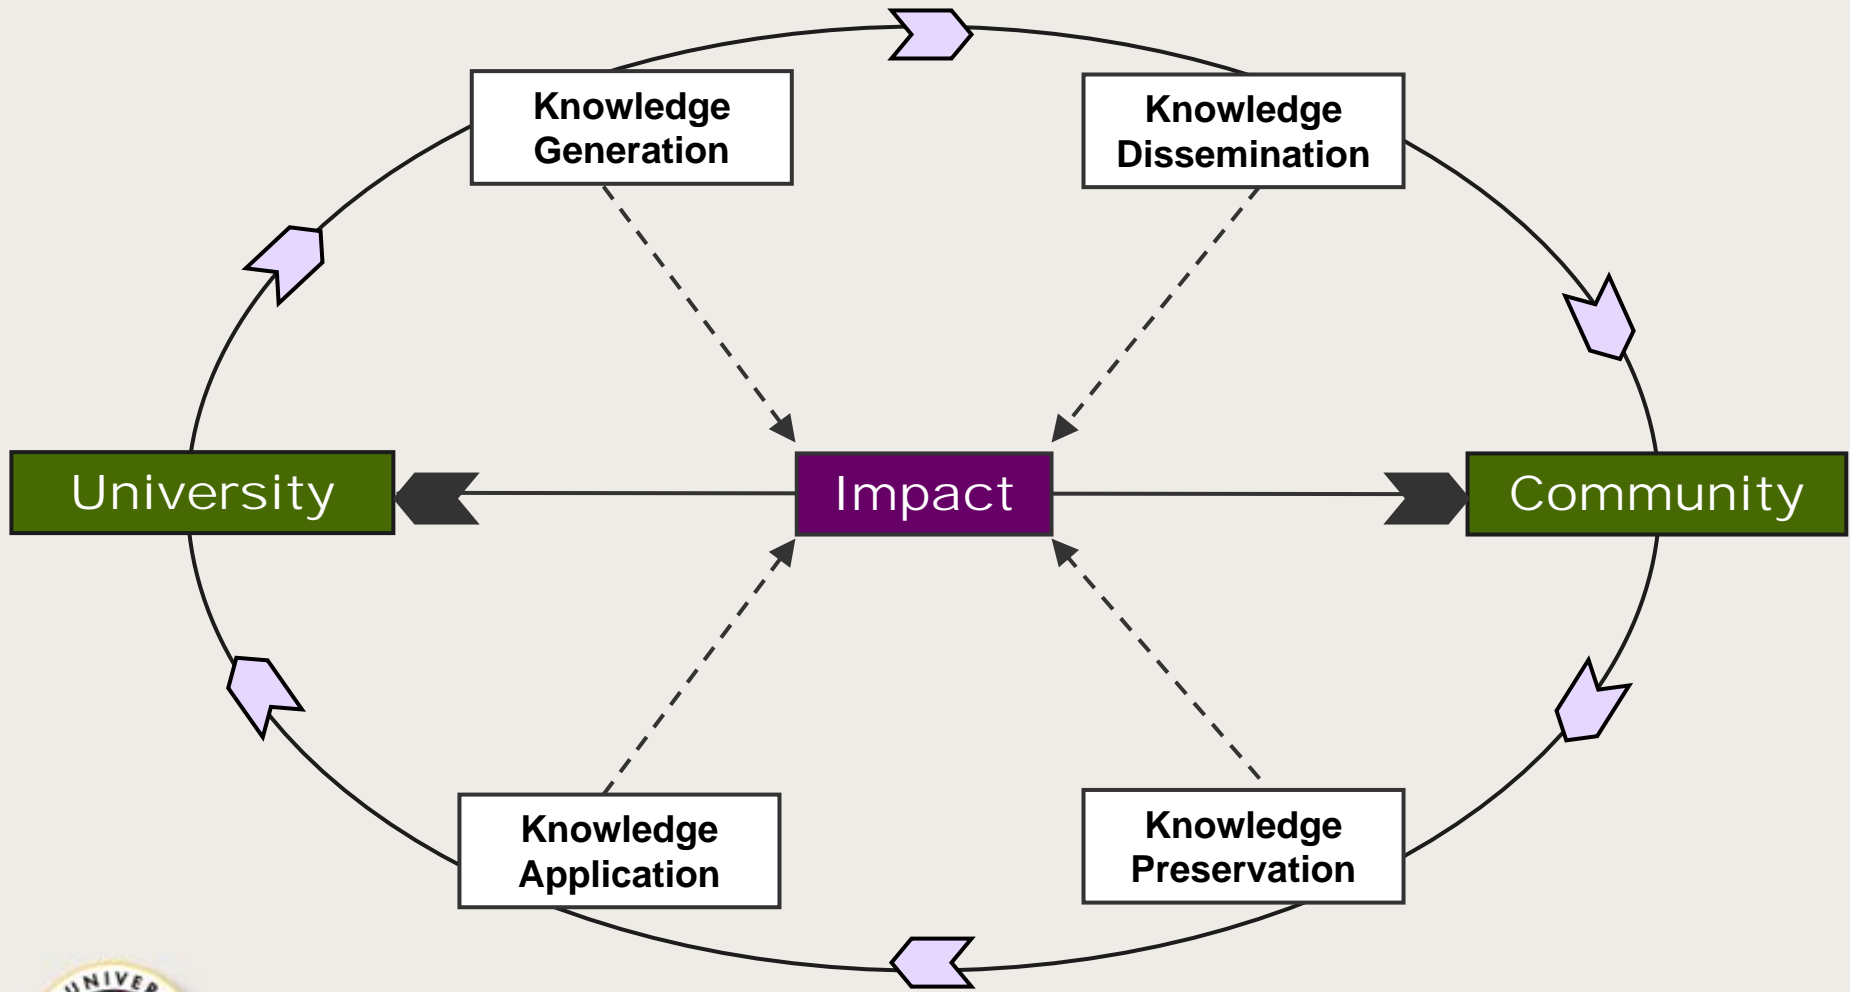 Knowledge
Generation
Knowledge
Dissemination
University
Impact
Community
Knowledge
Application
Knowledge
Preservation